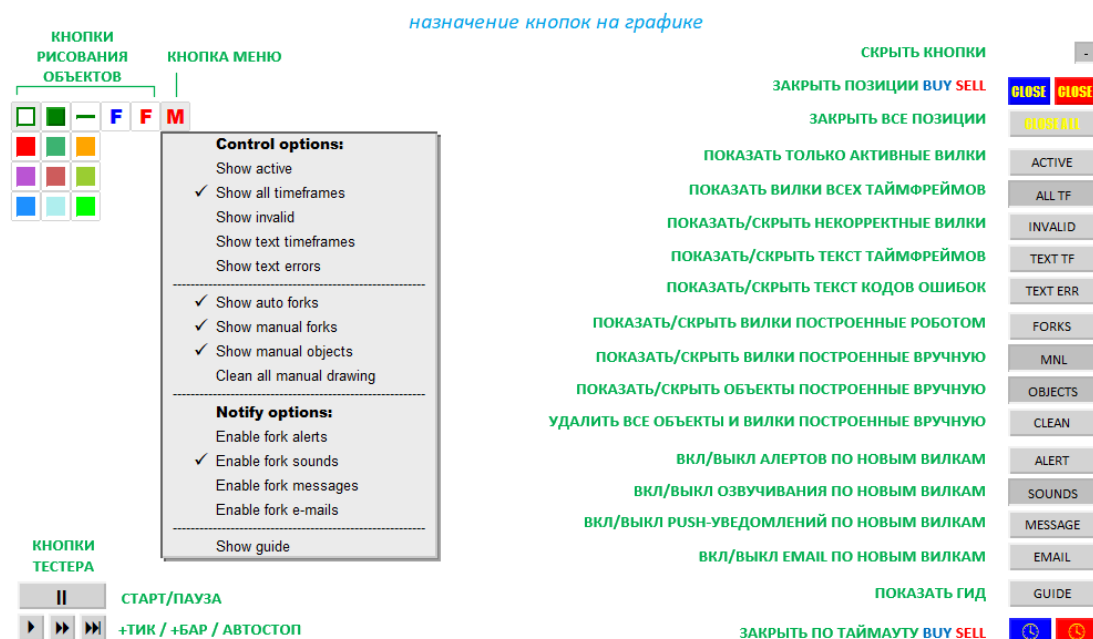 назначение кнопок на графике
КНОПКИ
РИСОВАНИЯ
ОБЪЕКТОВ
КНОПКА МЕНЮ
F F M
Control options:
Show active
✓ Show all timeframes
Show invalid
Show text timeframes
Show text errors
✓ Show auto forks
✓ Show manual forks
✓ Show manual objects
Clean all manual drawing
Notify options:
Enable fork alerts
✓ Enable fork sounds
Enable fork messages
Enable fork e-mails
Show guide
КНОПКИ
ТЕСТЕРА
СТАРТ/ПАУЗА
+ТИК / +БАР / АВТОСТОП
СКРЫТЬ КНОПКИ -
ЗАКРЫТЬ ПОЗИЦИИ BUY SELL CLOSE CLOSE
ЗАКРЫТЬ ВСЕ ПОЗИЦИИ CLOSE ALL
ПОКАЗАТЬ ТОЛЬКО АКТИВНЫЕ ВИЛКИ ACTIVE
ПОКАЗАТЬ ВИЛКИ ВСЕХ ТАЙМФРЕЙМОВ ALL TF
ПОКАЗАТЬ/СКРЫТЬ НЕКОРРЕКТНЫЕ ВИЛКИ INVALID
ПОКАЗАТЬ/СКРЫТЬ ТЕКСТ ТАЙМФРЕЙМОВ TEXT TF
ПОКАЗАТЬ/СКРЫТЬ ТЕКСТ КОДОВ ОШИБОК TEXT ERR
ПОКАЗАТЬ/СКРЫТЬ ВИЛКИ ПОСТРОЕННЫЕ РОБОТОМ FORKS
ПОКАЗАТЬ/СКРЫТЬ ВИЛКИ ПОСТРОЕННЫЕ ВРУЧНУЮ MNL
ПОКАЗАТЬ/СКРЫТЬ ОБЪЕКТЫ ПОСТРОЕННЫЕ ВРУЧНУЮ OBJECTS
УДАЛИТЬ ВСЕ ОБЪЕКТЫ И ВИЛКИ ПОСТРОЕННЫЕ ВРУЧНУЮ CLEAN
ВКЛ/ВЫКЛ АЛЕРТОВ ПО НОВЫМ ВИЛКАМ ALERT
ВКЛ/ВЫКЛ ОЗВУЧИВАНИЯ ПО НОВЫМ ВИЛКАМ SOUNDS
ВКЛ/ВЫКЛ PUSH-УВЕДОМЛЕНИЙ ПО НОВЫМ ВИЛКАМ MESSAGE
ВКЛ/ВЫКЛ EMAIL ПО НОВЫМ ВИЛКАМ EMAIL
ПОКАЗАТЬ ГИД GUIDE
ЗАКРЫТЬ ПО ТАЙМАУТУ BUY SELL